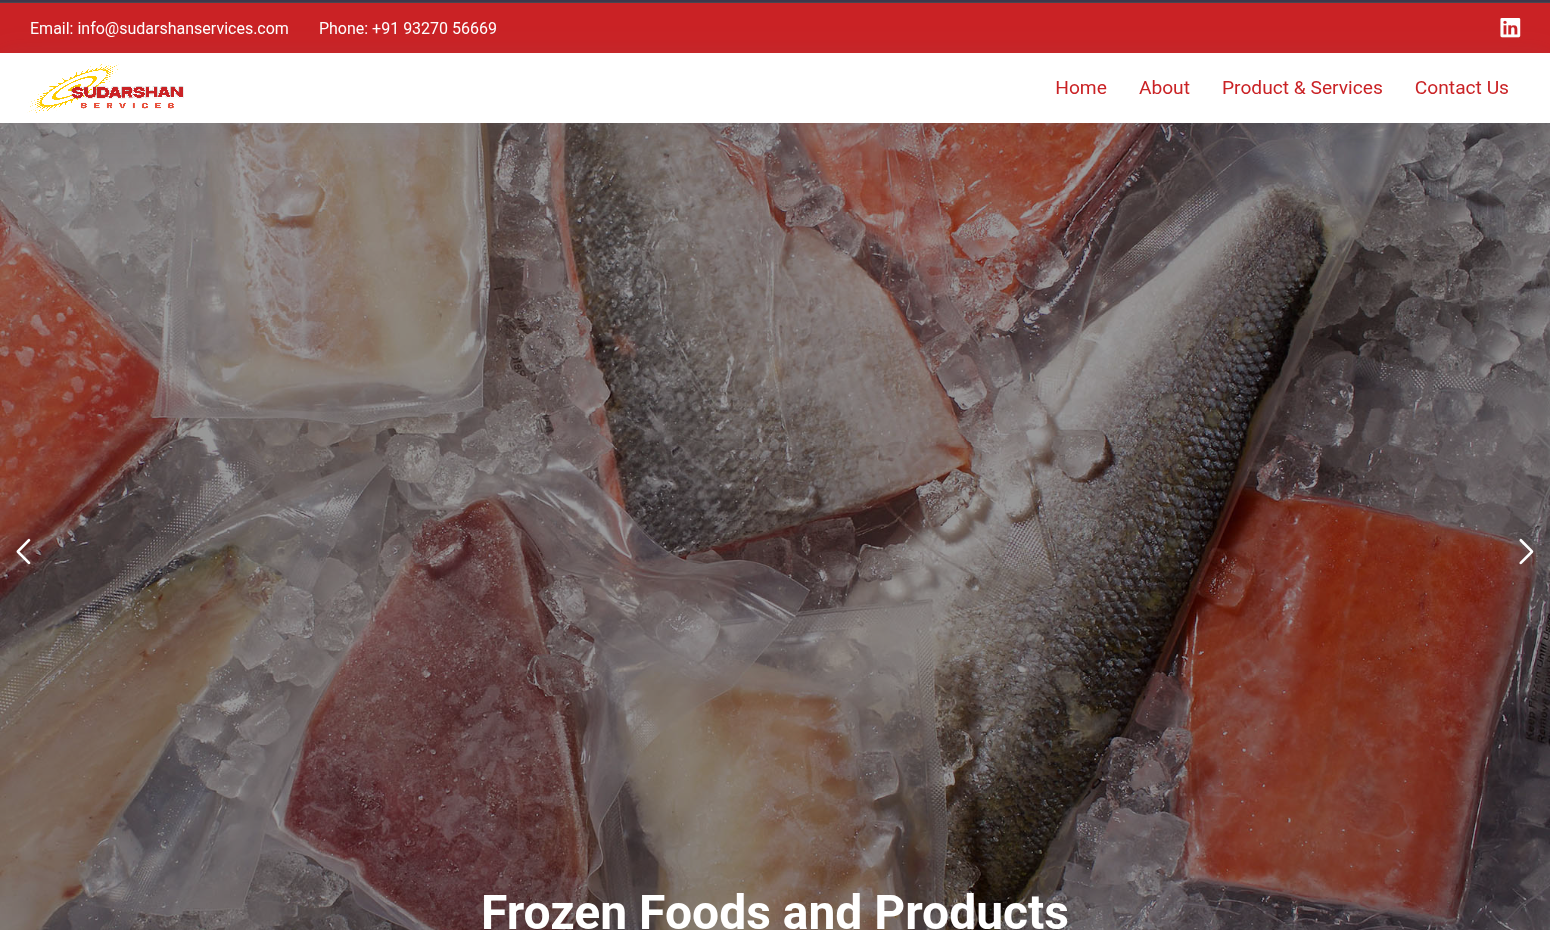 Email: info@sudarshanservices.com Phone: +91 93270 56669
SUDARSHAN
SERVICES
Home About Product & Services Contact Us
Frozen Foods and Products